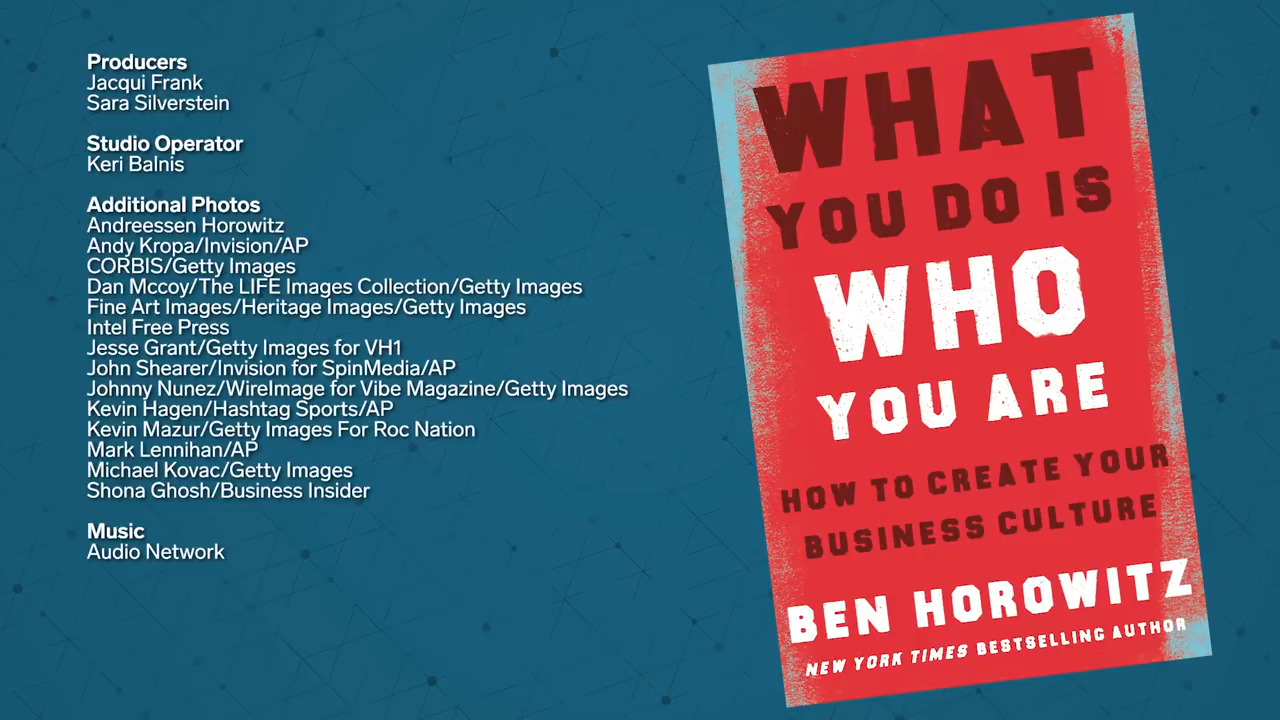 Producers
Jacqui Frank
Sara Silverstein
Studio Operator
Keri Balnis
Additional Photos
Andreessen Horowitz
Andy Kropa/Invision/AP
CORBIS/Getty Images
Dan Mccoy/The LIFE Images Collection/Getty Images
Fine Art Images/Heritage Images/Getty Images
Intel Free Press
Jesse Grant/Getty Images for VH1
John Shearer/Invision for SpinMedia/AP
Johnny Nunez/WireImage for Vibe Magazine/Getty Images
Kevin Hagen/Hashtag Sports/AP
Kevin Mazur/Getty Images For Roc Nation
Mark Lennihan/AP
Michael Kovac/Getty Images
Shona Ghosh/Business Insider
Music
Audio Network
WHAT
YOU DO IS
WHO
YOU ARE
HOW TO CREATE YOUR
BUSINESS CULTURE
BEN HOROWITZ
NEW YORK TIMES BESTSELLING AUTHOR